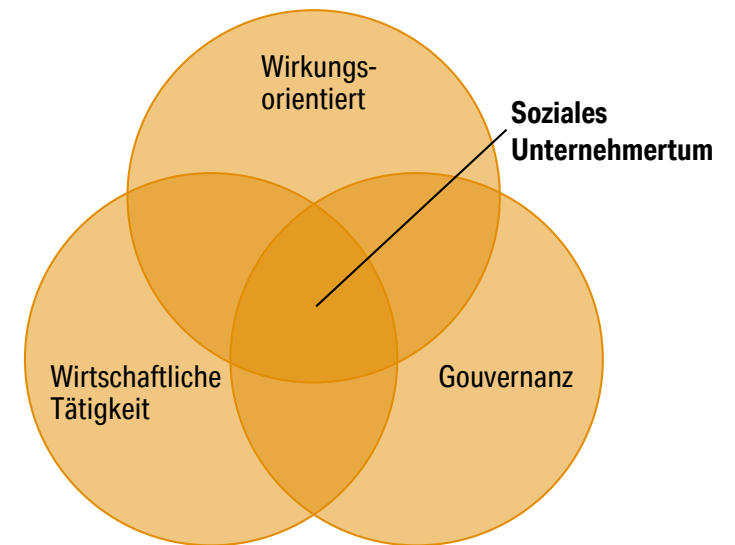 Wirkungs-
orientiert
Soziales
Unternehmertum
Wirtschaftliche
Tätigkeit
Gouvernanz